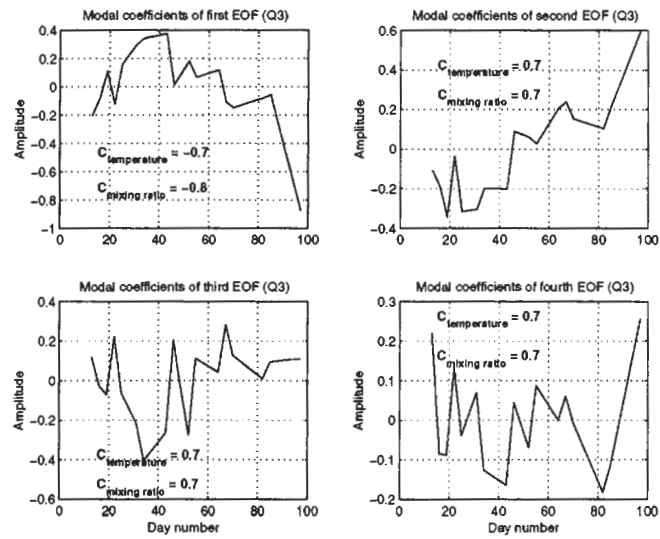 Modal coefficients of first EOF (Q3)
0.4
0.2
0
−0.2
−0.4
−0.6
−0.8
−1
Amplitude
C temperature = −0.7
C mixing ratio = −0.8
0 20 40 60 80 100
Modal coefficients of second EOF (Q3)
0.6
0.4
0.2
0
−0.2
−0.4
Amplitude
C temperature = 0.7
C mixing ratio = 0.7
0 20 40 60 80 100
Modal coefficients of third EOF (Q3)
0.4
0.2
0
−0.2
−0.4
−0.6
Amplitude
C temperature = 0.7
C mixing ratio = 0.7
0 20 40 60 80 100
Day number
Modal coefficients of fourth EOF (Q3)
0.3
0.2
0.1
0
−0.1
−0.2
Amplitude
C temperature = 0.7
C mixing ratio = 0.7
0 20 40 60 80 100
Day number